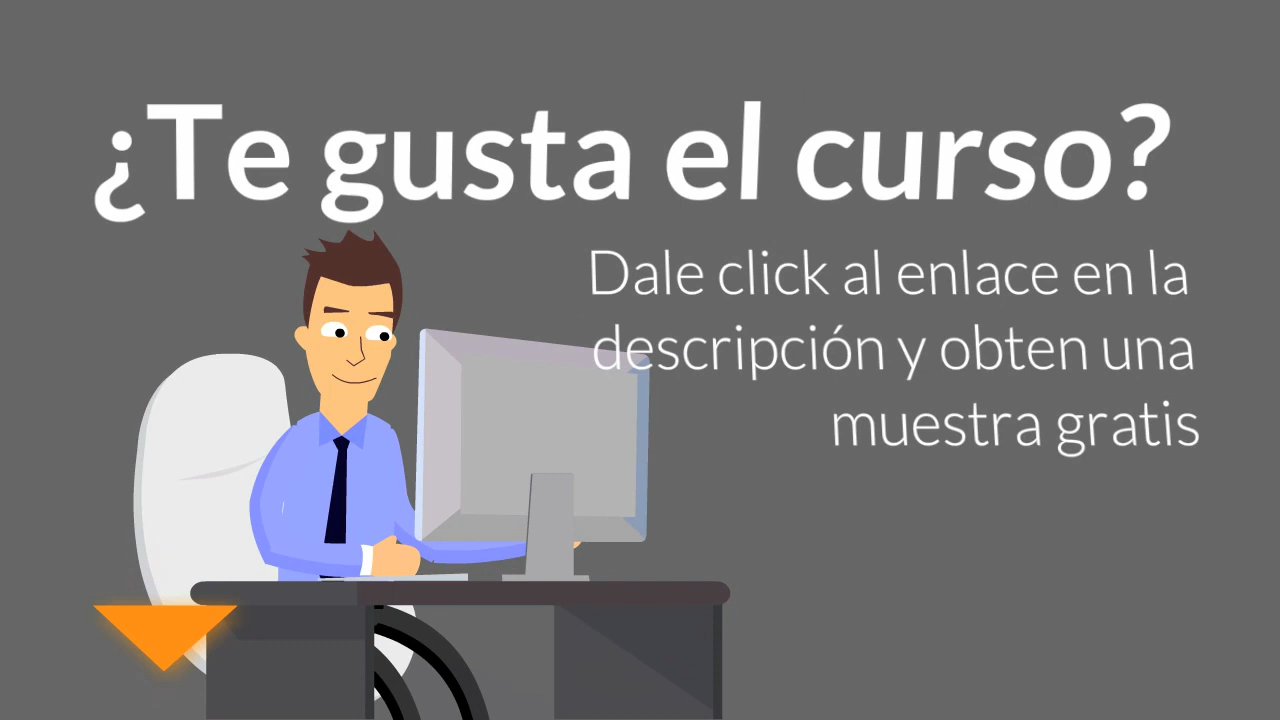 ¿Te gusta el curso?
Dale click al enlace en la
descripción y obten una
muestra gratis